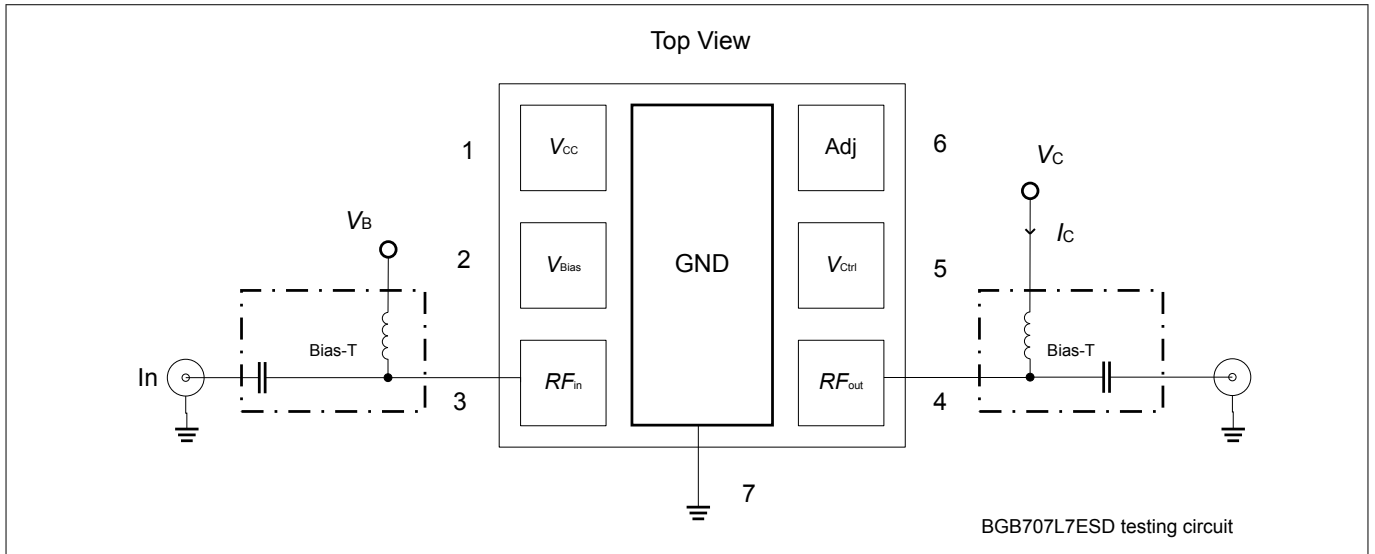 Top View
1
VCC
Adj
6
VC
VB
IC
2
VBias
GND
VCtrl
5
Bias-T
Bias-T
In
RFin
RFout
3
4
7
BGB707L7ESD testing circuit